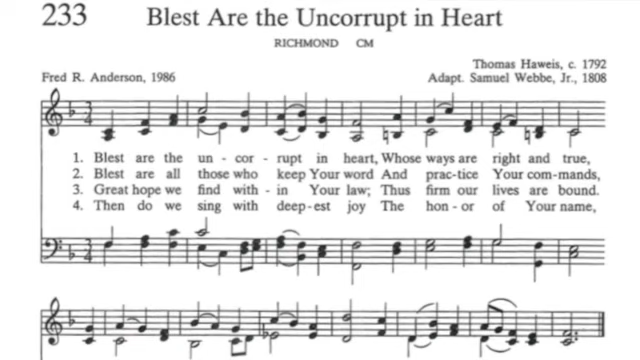 233 Blest Are the Uncorrupt in Heart
RICHMOND CM
Thomas Haweis, c. 1792
Fred R. Anderson, 1986 Adapt. Samuel Webbe, Jr., 1808
3
4
1. Blest are the un - cor - rupt in heart, Whose ways are right and true,
2. Blest are all those who keep Your word And prac-tice Your com-mands,
3. Great hope we find with - in Your law; Thus firm our lives are bound.
4. Then do we sing with deep-est joy The hon - or of Your name,
3
4